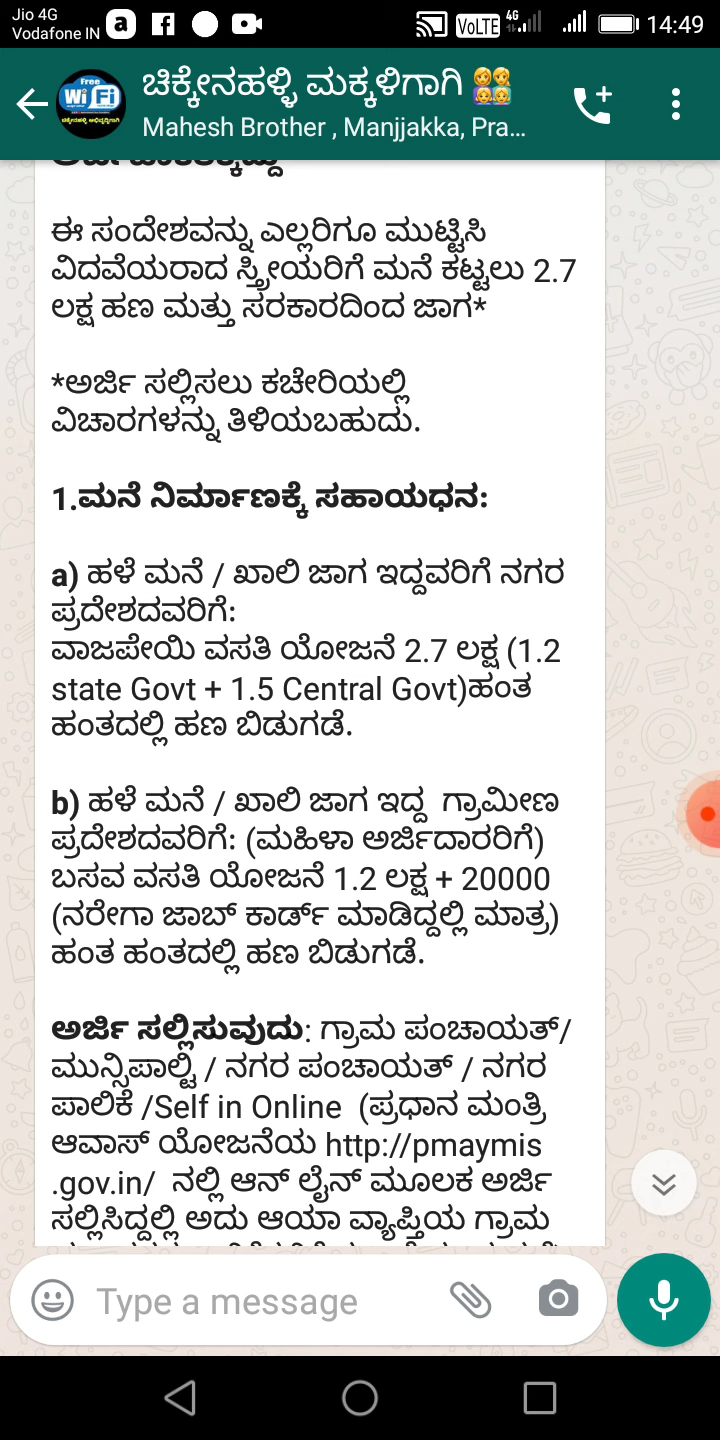 Jio 4G
Vodafone IN
a
f
VoLTE
4G
14:49
Free
Wi Fi
ಚಿಕ್ಕೇನಹಳ್ಳಿ ಮಕ್ಕಳಿಗಾಗಿ 👨‍👩‍👧‍👧
Mahesh Brother , Manjjakka, Pra...
ಈ ಸಂದೇಶವನ್ನು ಎಲ್ಲರಿಗೂ ಮುಟ್ಟಿಸಿ
ವಿದವೆಯರಾದ ಸ್ತ್ರೀಯರಿಗೆ ಮನೆ ಕಟ್ಟಲು 2.7
ಲಕ್ಷ ಹಣ ಮತ್ತು ಸರಕಾರದಿಂದ ಜಾಗ*
*ಅರ್ಜಿ ಸಲ್ಲಿಸಲು ಕಚೇರಿಯಲ್ಲಿ
ವಿಚಾರಗಳನ್ನು ತಿಳಿಯಬಹುದು.
1.ಮನೆ ನಿರ್ಮಾಣಕ್ಕೆ ಸಹಾಯಧನ:
a) ಹಳೆ ಮನೆ / ಖಾಲಿ ಜಾಗ ಇದ್ದವರಿಗೆ ನಗರ
ಪ್ರದೇಶದವರಿಗೆ:
ವಾಜಪೇಯಿ ವಸತಿ ಯೋಜನೆ 2.7 ಲಕ್ಷ (1.2
state Govt + 1.5 Central Govt)ಹಂತ
ಹಂತದಲ್ಲಿ ಹಣ ಬಿಡುಗಡೆ.
b) ಹಳೆ ಮನೆ / ಖಾಲಿ ಜಾಗ ಇದ್ದ  ಗ್ರಾಮೀಣ
ಪ್ರದೇಶದವರಿಗೆ: (ಮಹಿಳಾ ಅರ್ಜಿದಾರರಿಗೆ)
ಬಸವ ವಸತಿ ಯೋಜನೆ 1.2 ಲಕ್ಷ + 20000
(ನರೇಗಾ ಜಾಬ್ ಕಾರ್ಡ್ ಮಾಡಿದ್ದಲ್ಲಿ ಮಾತ್ರ)
ಹಂತ ಹಂತದಲ್ಲಿ ಹಣ ಬಿಡುಗಡೆ.
ಅರ್ಜಿ ಸಲ್ಲಿಸುವುದು: ಗ್ರಾಮ ಪಂಚಾಯತ್/
ಮುನ್ಸಿಪಾಲ್ಟಿ / ನಗರ ಪಂಚಾಯತ್ / ನಗರ
ಪಾಲಿಕೆ /Self in Online  (ಪ್ರಧಾನ ಮಂತ್ರಿ
ಆವಾಸ್ ಯೋಜನೆಯ http://pmaymis
.gov.in/  ನಲ್ಲಿ ಆನ್ ಲೈನ್ ಮೂಲಕ ಅರ್ಜಿ
ಸಲ್ಲಿಸಿದ್ದಲ್ಲಿ ಅದು ಆಯಾ ವ್ಯಾಪ್ತಿಯ ಗ್ರಾಮ
Type a message